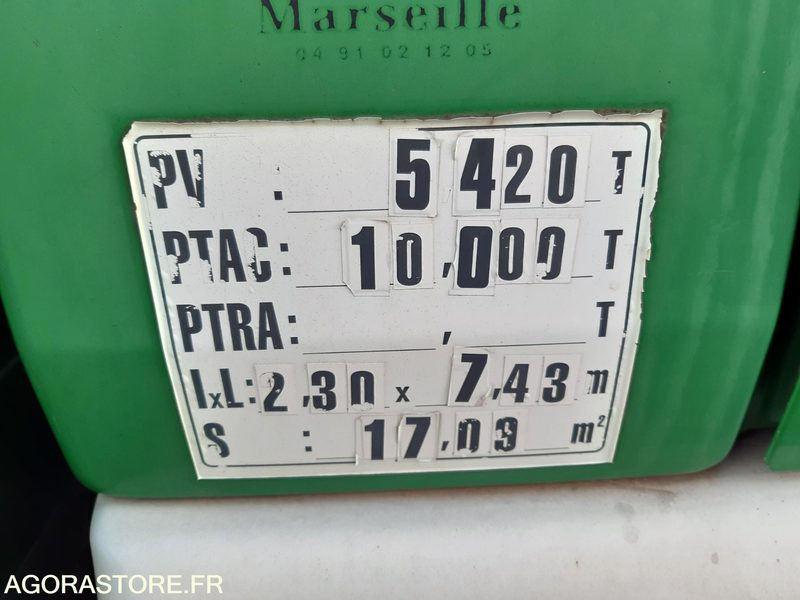 Marseille
04 91 02 12 05
PV : 5 420 T
PTAC: 10,000 T
PTRA: , T
IxL: 2,30 x 7,43 m
S : 17,09 m²
AGORASTORE.FR